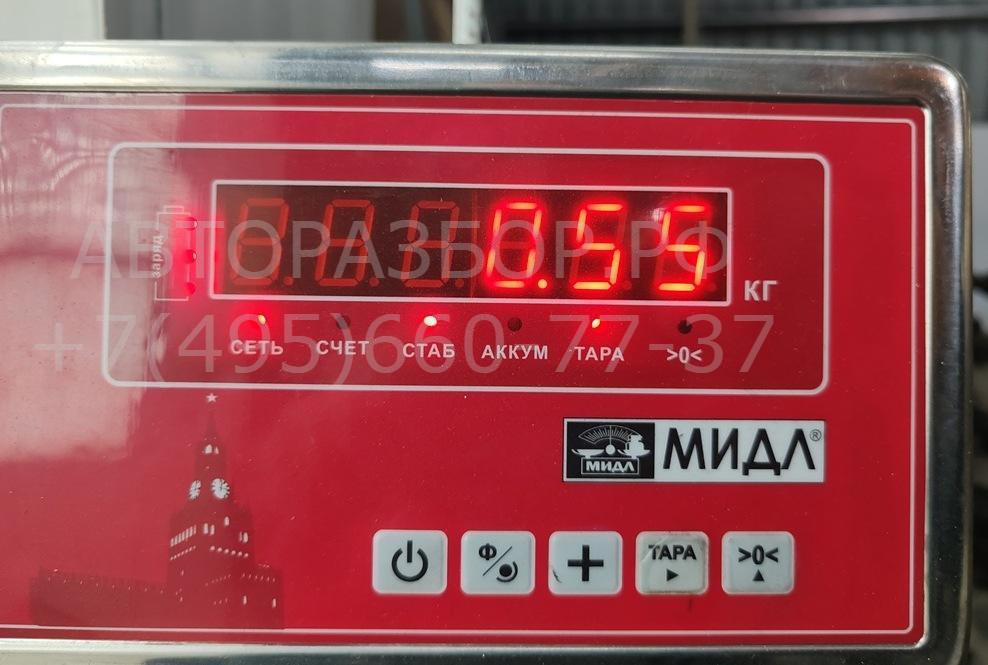 АВТОРАЗБОР.РФ
заряд
0.55
КГ
+7(495)660-77-37
СЕТЬ СЧЕТ СТАБ АККУМ ТАРА >0<
МИДЛ МИДЛ®
Ф ТАРА >0<